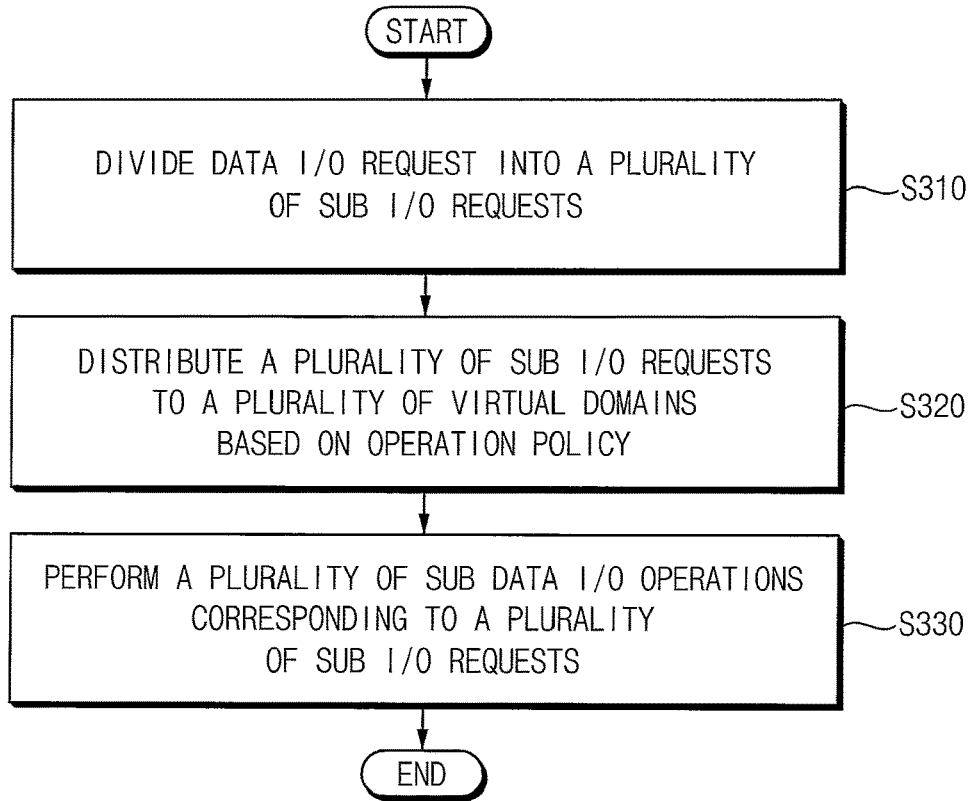 START
DIVIDE DATA I/O REQUEST INTO A PLURALITY
OF SUB I/O REQUESTS
S310
DISTRIBUTE A PLURALITY OF SUB I/O REQUESTS
TO A PLURALITY OF VIRTUAL DOMAINS
BASED ON OPERATION POLICY
S320
PERFORM A PLURALITY OF SUB DATA I/O OPERATIONS
CORRESPONDING TO A PLURALITY
OF SUB I/O REQUESTS
S330
END